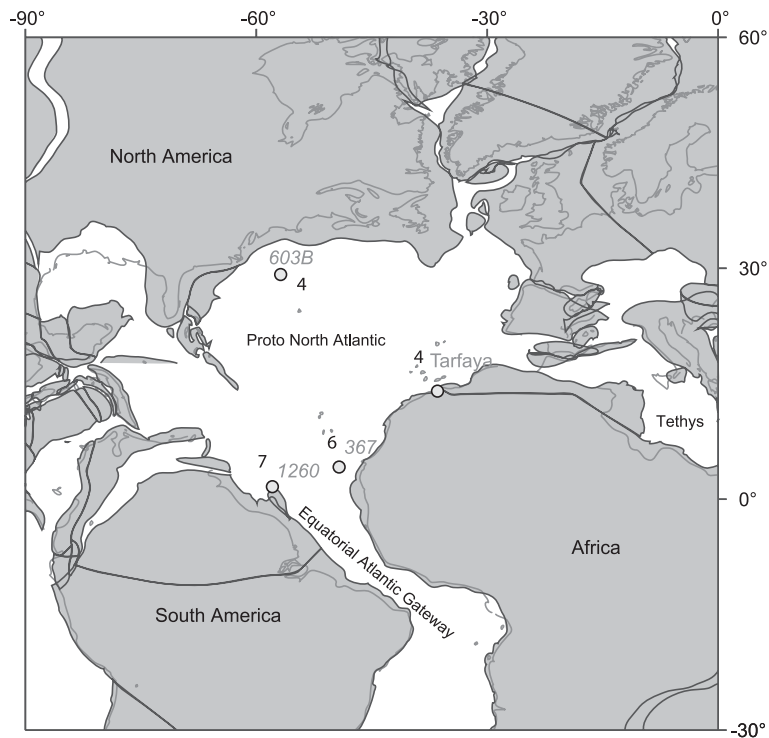 -90°
-60°
-30°
0°
60°
North America
603B
4
30°
Proto North Atlantic
4
Tarfaya
Tethys
6
367
7
1260
0°
Equatorial Atlantic Gateway
Africa
South America
-30°